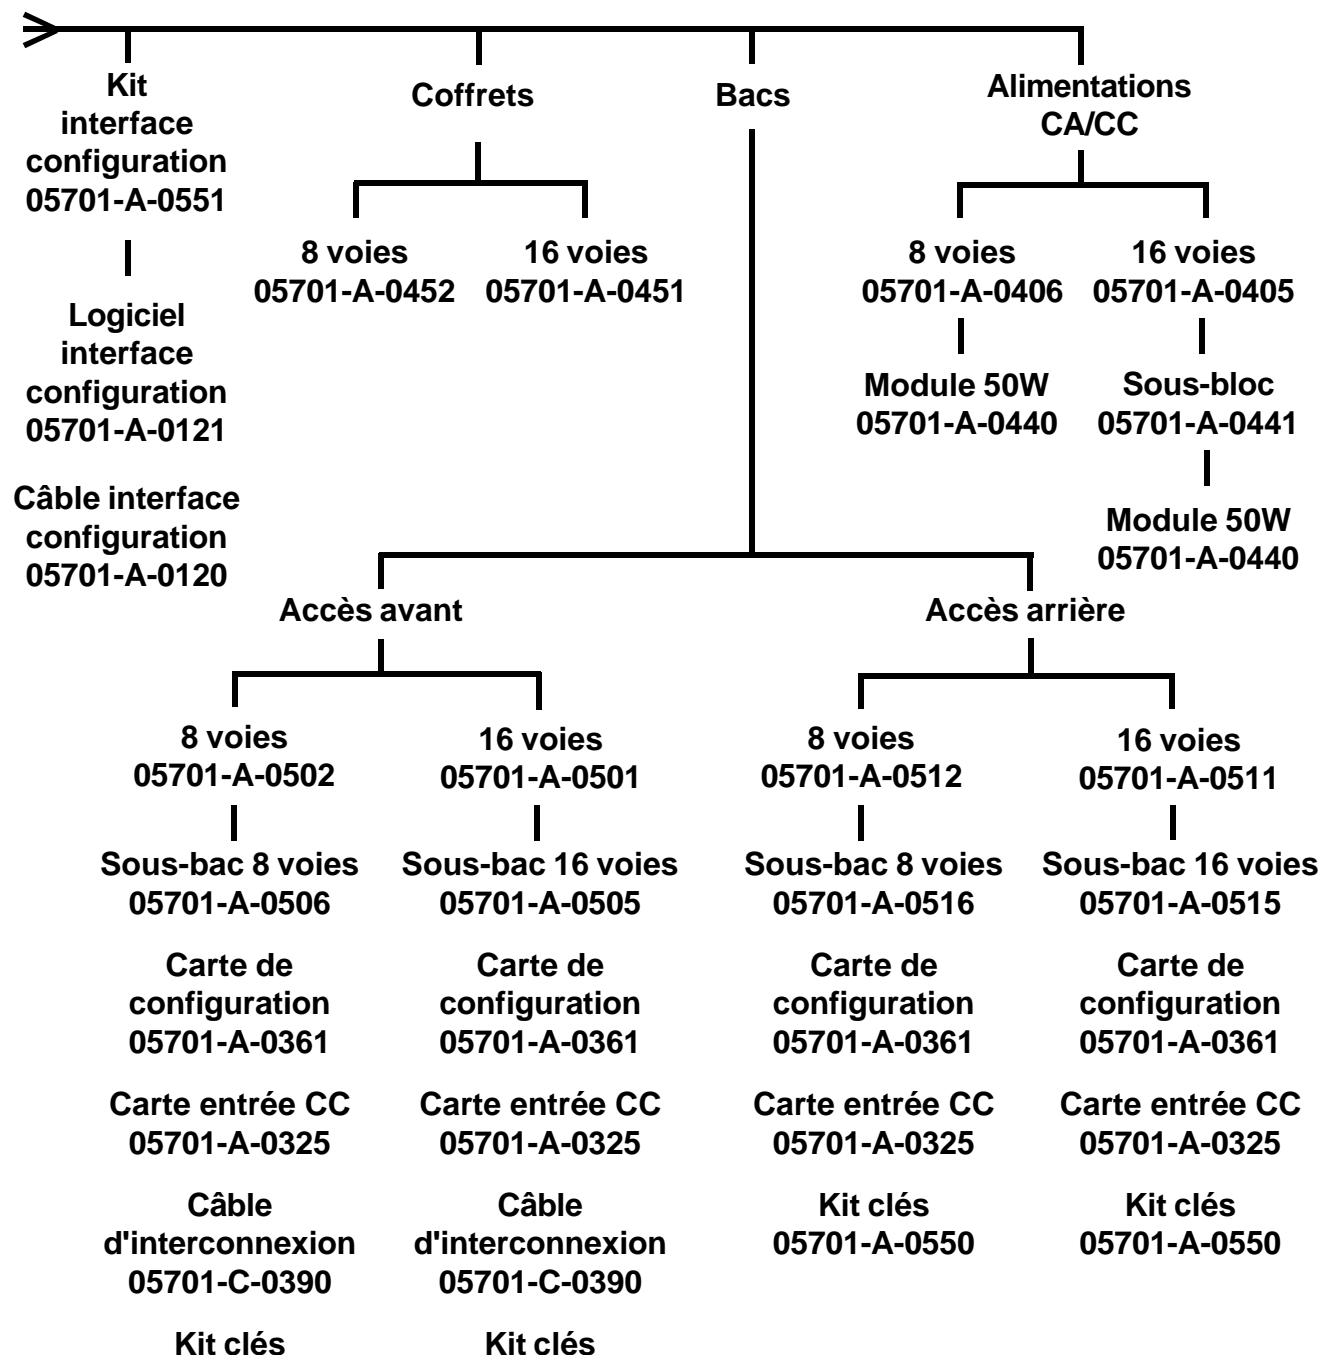 Kit
interface
configuration
05701-A-0551
Logiciel
interface
configuration
05701-A-0121
Câble interface
configuration
05701-A-0120
Coffrets
8 voies
05701-A-0452
16 voies
05701-A-0451
Bacs
Alimentations
CA/CC
8 voies
05701-A-0406
Module 50W
05701-A-0440
16 voies
05701-A-0405
Sous-bloc
05701-A-0441
Module 50W
05701-A-0440
Accès avant
8 voies
05701-A-0502
Sous-bac 8 voies
05701-A-0506
Carte de
configuration
05701-A-0361
Carte entrée CC
05701-A-0325
Câble
d'interconnexion
05701-C-0390
Kit clés
16 voies
05701-A-0501
Sous-bac 16 voies
05701-A-0505
Carte de
configuration
05701-A-0361
Carte entrée CC
05701-A-0325
Câble
d'interconnexion
05701-C-0390
Kit clés
Accès arrière
8 voies
05701-A-0512
Sous-bac 8 voies
05701-A-0516
Carte de
configuration
05701-A-0361
Carte entrée CC
05701-A-0325
Kit clés
05701-A-0550
16 voies
05701-A-0511
Sous-bac 16 voies
05701-A-0515
Carte de
configuration
05701-A-0361
Carte entrée CC
05701-A-0325
Kit clés
05701-A-0550